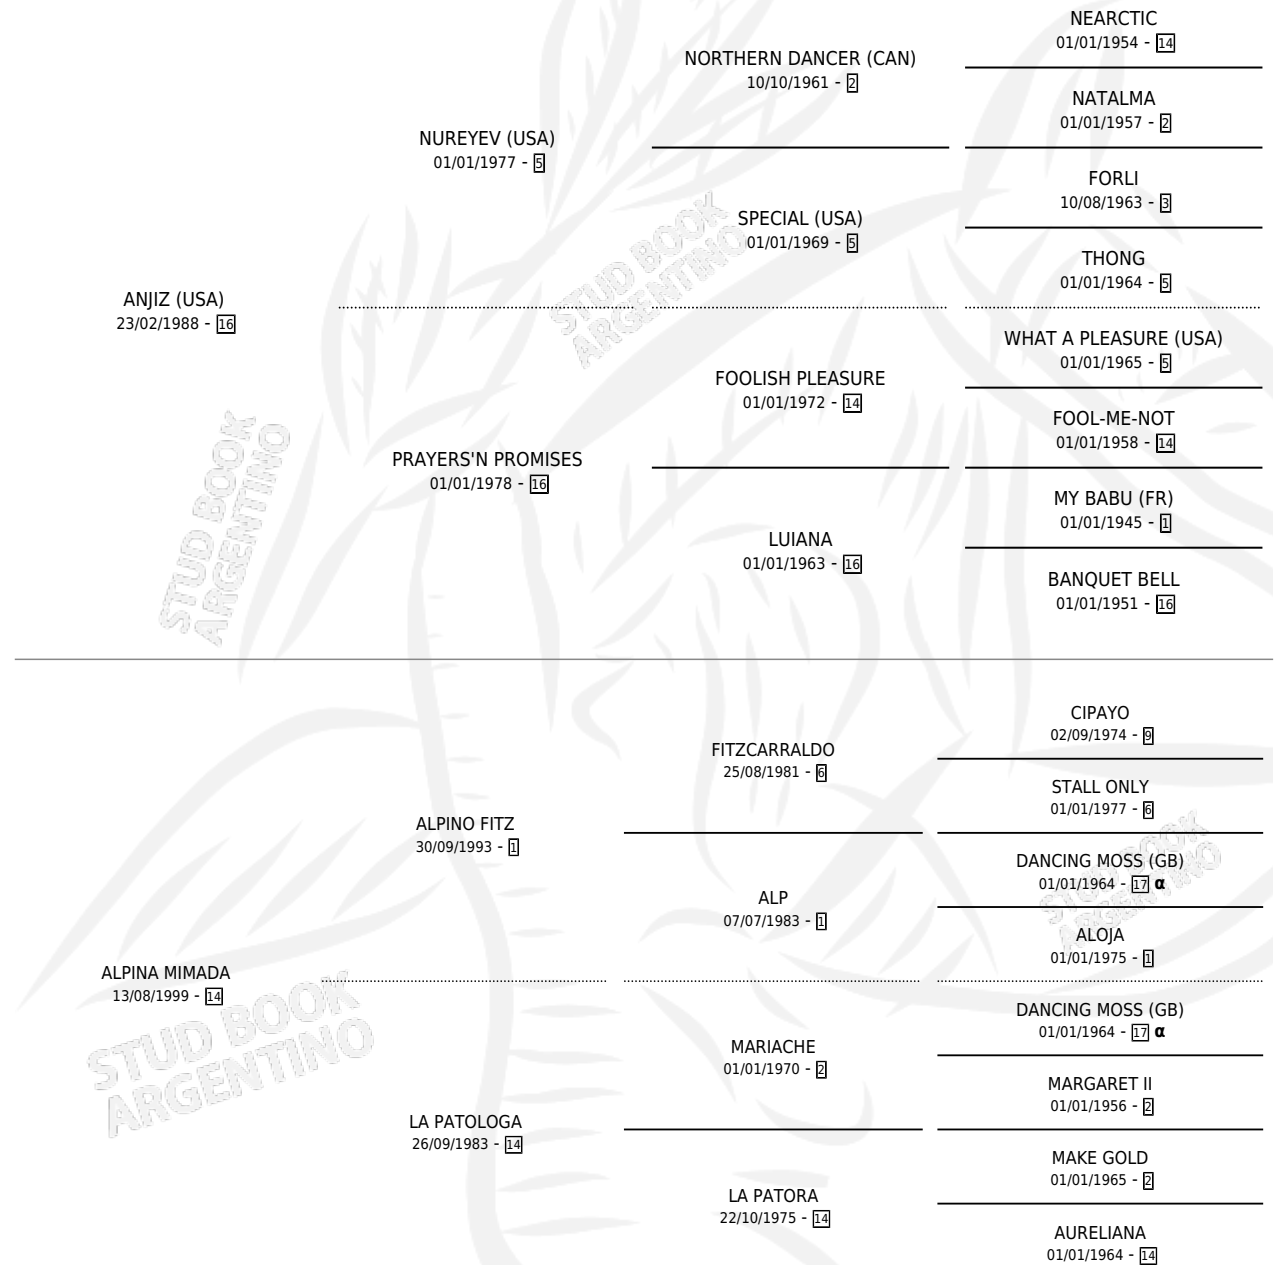 NEARCTIC
01/01/1954 - 14
NORTHERN DANCER (CAN)
10/10/1961 - 2
NATALMA
01/01/1957 - 2
NUREYEV (USA)
01/01/1977 - 5
FORLI
10/08/1963 - 3
SPECIAL (USA)
01/01/1969 - 5
THONG
01/01/1964 - 5
ANJIZ (USA)
23/02/1988 - 16
WHAT A PLEASURE (USA)
01/01/1965 - 5
FOOLISH PLEASURE
01/01/1972 - 14
FOOL-ME-NOT
01/01/1958 - 14
PRAYERS'N PROMISES
01/01/1978 - 16
MY BABU (FR)
01/01/1945 - 1
LUIANA
01/01/1963 - 16
BANQUET BELL
01/01/1951 - 16
CIPAYO
02/09/1974 - 9
FITZCARRALDO
25/08/1981 - 6
STALL ONLY
01/01/1977 - 6
ALPINO FITZ
30/09/1993 - 1
DANCING MOSS (GB)
01/01/1964 - 17 α
ALP
07/07/1983 - 1
ALOJA
01/01/1975 - 1
ALPINA MIMADA
13/08/1999 - 14
DANCING MOSS (GB)
01/01/1964 - 17 α
MARIACHE
01/01/1970 - 2
MARGARET II
01/01/1956 - 2
LA PATOLOGA
26/09/1983 - 14
MAKE GOLD
01/01/1965 - 2
LA PATORA
22/10/1975 - 14
AURELIANA
01/01/1964 - 14
STUD BOOK
ARGENTINO
STUD BOOK
ARGENTINO
STUD BOOK
ARGENTINO
STUD BOOK
ARGENTINO